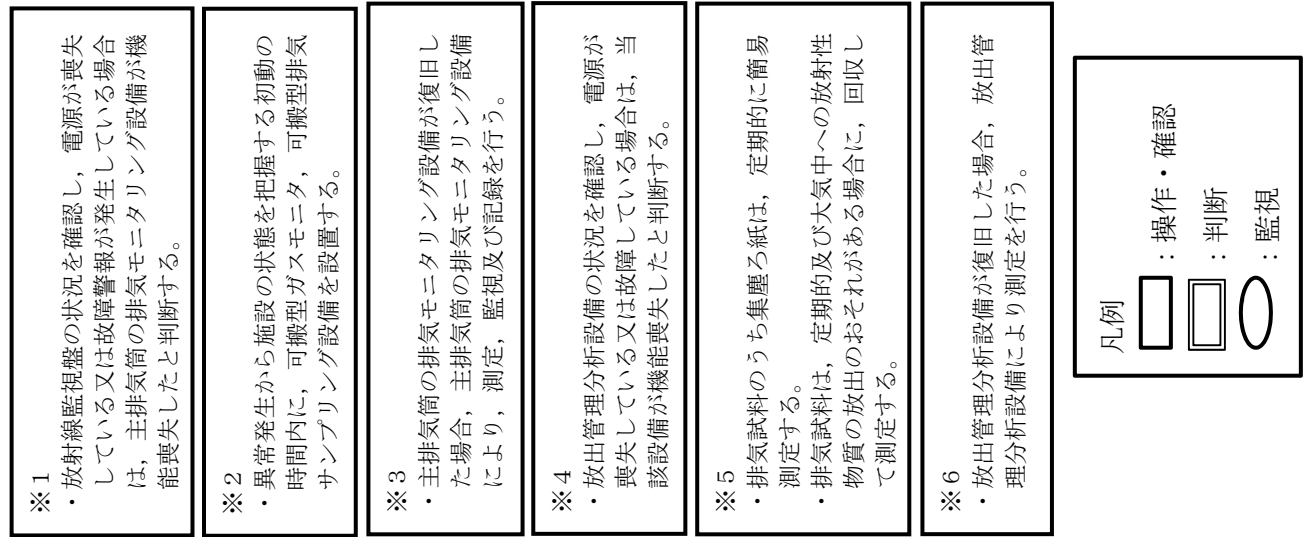 ※1
・放射線監視盤の状況を確認し，電源が喪失
している又は故障警報が発生している場合
は，主排気筒の排気モニタリング設備が機
能喪失したと判断する。
※2
・異常発生から施設の状態を把握する初動の
時間内に，可搬型ガスモニタ，可搬型排気
サンプリング設備を設置する。
※3
・主排気筒の排気モニタリング設備が復旧し
た場合，主排気筒の排気モニタリング設備
により，測定，監視及び記録を行う。
※4
・放出管理分析設備の状況を確認し，電源が
喪失している又は故障している場合は，当
該設備が機能喪失したと判断する。
※5
・排気試料のうち集塵ろ紙は，定期的に簡易
測定する。
・排気試料は，定期的及び大気中への放射性
物質の放出のおそれがある場合に，回収し
て測定する。
※6
・放出管理分析設備が復旧した場合，放出管
理分析設備により測定を行う。
凡例
：操作・確認
：判断
：監視